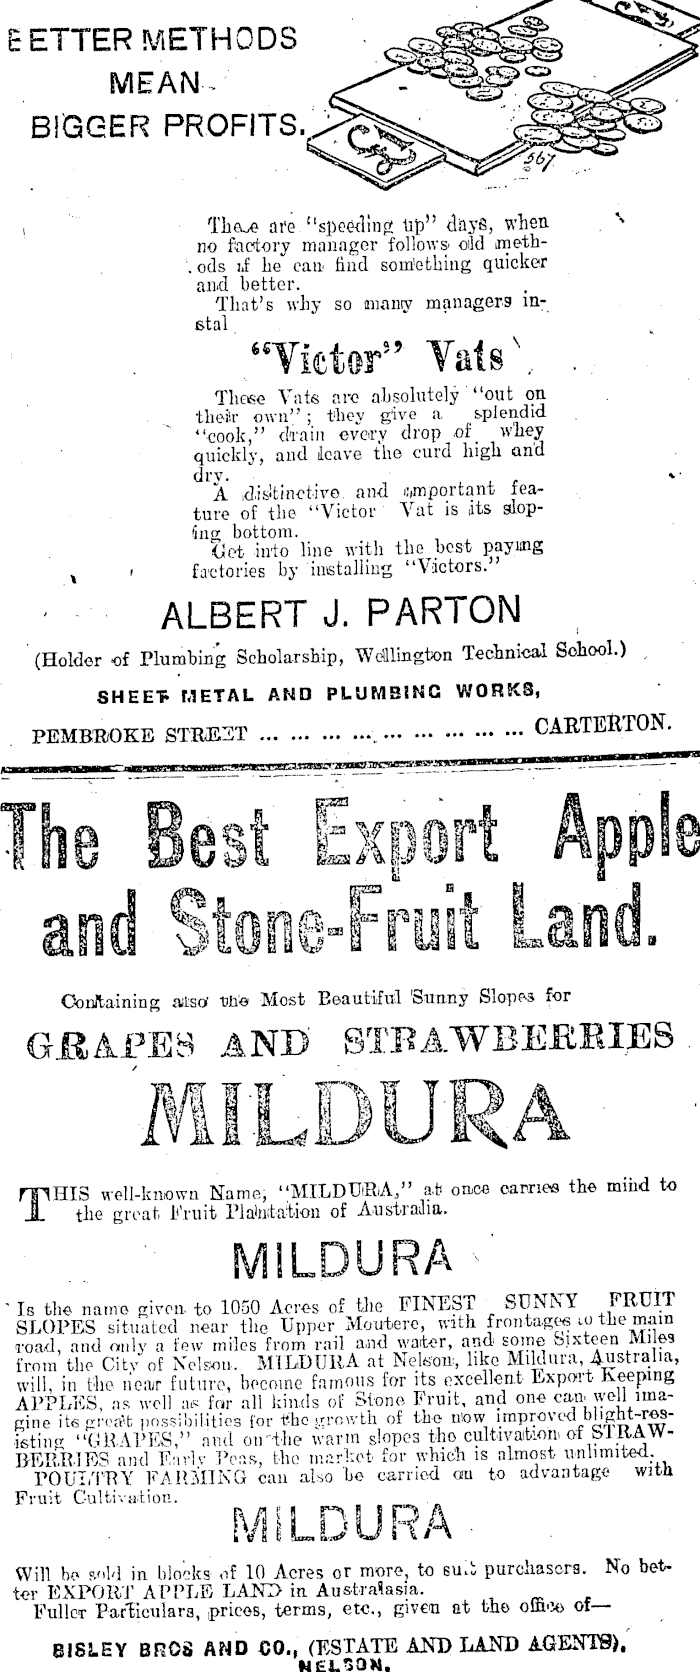 BETTER METHODS
MEAN
BIGGER PROFITS.
567
These are "speeding up" days, when
no factory manager follows old meth-
ods if he can find something quicker
and better.
That's why so many managers in-
stal
"Victor" Vats
These Vats are absolutely "out on
their own"; they give a splendid
"cook," drain every drop of whey
quickly, and leave the curd high and
dry.
A distinctive and important fea-
ture of the "Victor Vat is its slop-
ing bottom.
Get into line with the best paying
factories by installing "Victors."
ALBERT J. PARTON
(Holder of Plumbing Scholarship, Wellington Technical School.)
SHEET METAL AND PLUMBING WORKS,
PEMBROKE STREET ... ... ... ... ... ... ... ... ... CARTERTON.
The Best Export Apple
and Stone-Fruit Land.
Containing also the Most Beautiful Sunny Slopes for
GRAPES AND STRAWBERRIES
MILDURA
THIS well-known Name, "MILDURA," at once carries the mind to
the great Fruit Plantation of Australia.
MILDURA
Is the name given to 1050 Acres of the FINEST SUNNY FRUIT
SLOPES situated near the Upper Moutere, with frontages to the main
road, and only a few miles from rail and water, and some Sixteen Miles
from the City of Nelson. MILDURA at Nelson, like Mildura, Australia,
will, in the near future, become famous for its excellent Export Keeping
APPLES, as well as for all kinds of Stone Fruit, and one can well ima-
gine its great possibilities for the growth of the now improved blight-res-
isting "GRAPES," and on the warm slopes the cultivation of STRAW-
BERRIES and Early Peas, the market for which is almost unlimited.
POULTRY FARMING can also be carried on to advantage with
Fruit Cultivation.
MILDURA
Will be sold in blocks of 10 Acres or more, to suit purchasers. No bet-
ter EXPORT APPLE LAND in Australasia.
Fuller Particulars, prices, terms, etc., given at the office of—
BISLEY BROS AND CO., (ESTATE AND LAND AGENTS),
NELSON.